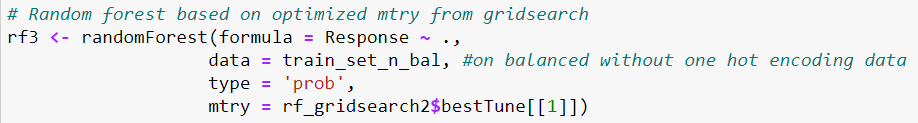 # Random forest based on optimized mtry from gridsearch
rf3 <- randomForest(formula = Response ~ .,
data = train_set_n_bal, #on balanced without one hot encoding data
type = 'prob',
mtry = rf_gridsearch2$bestTune[[1]])